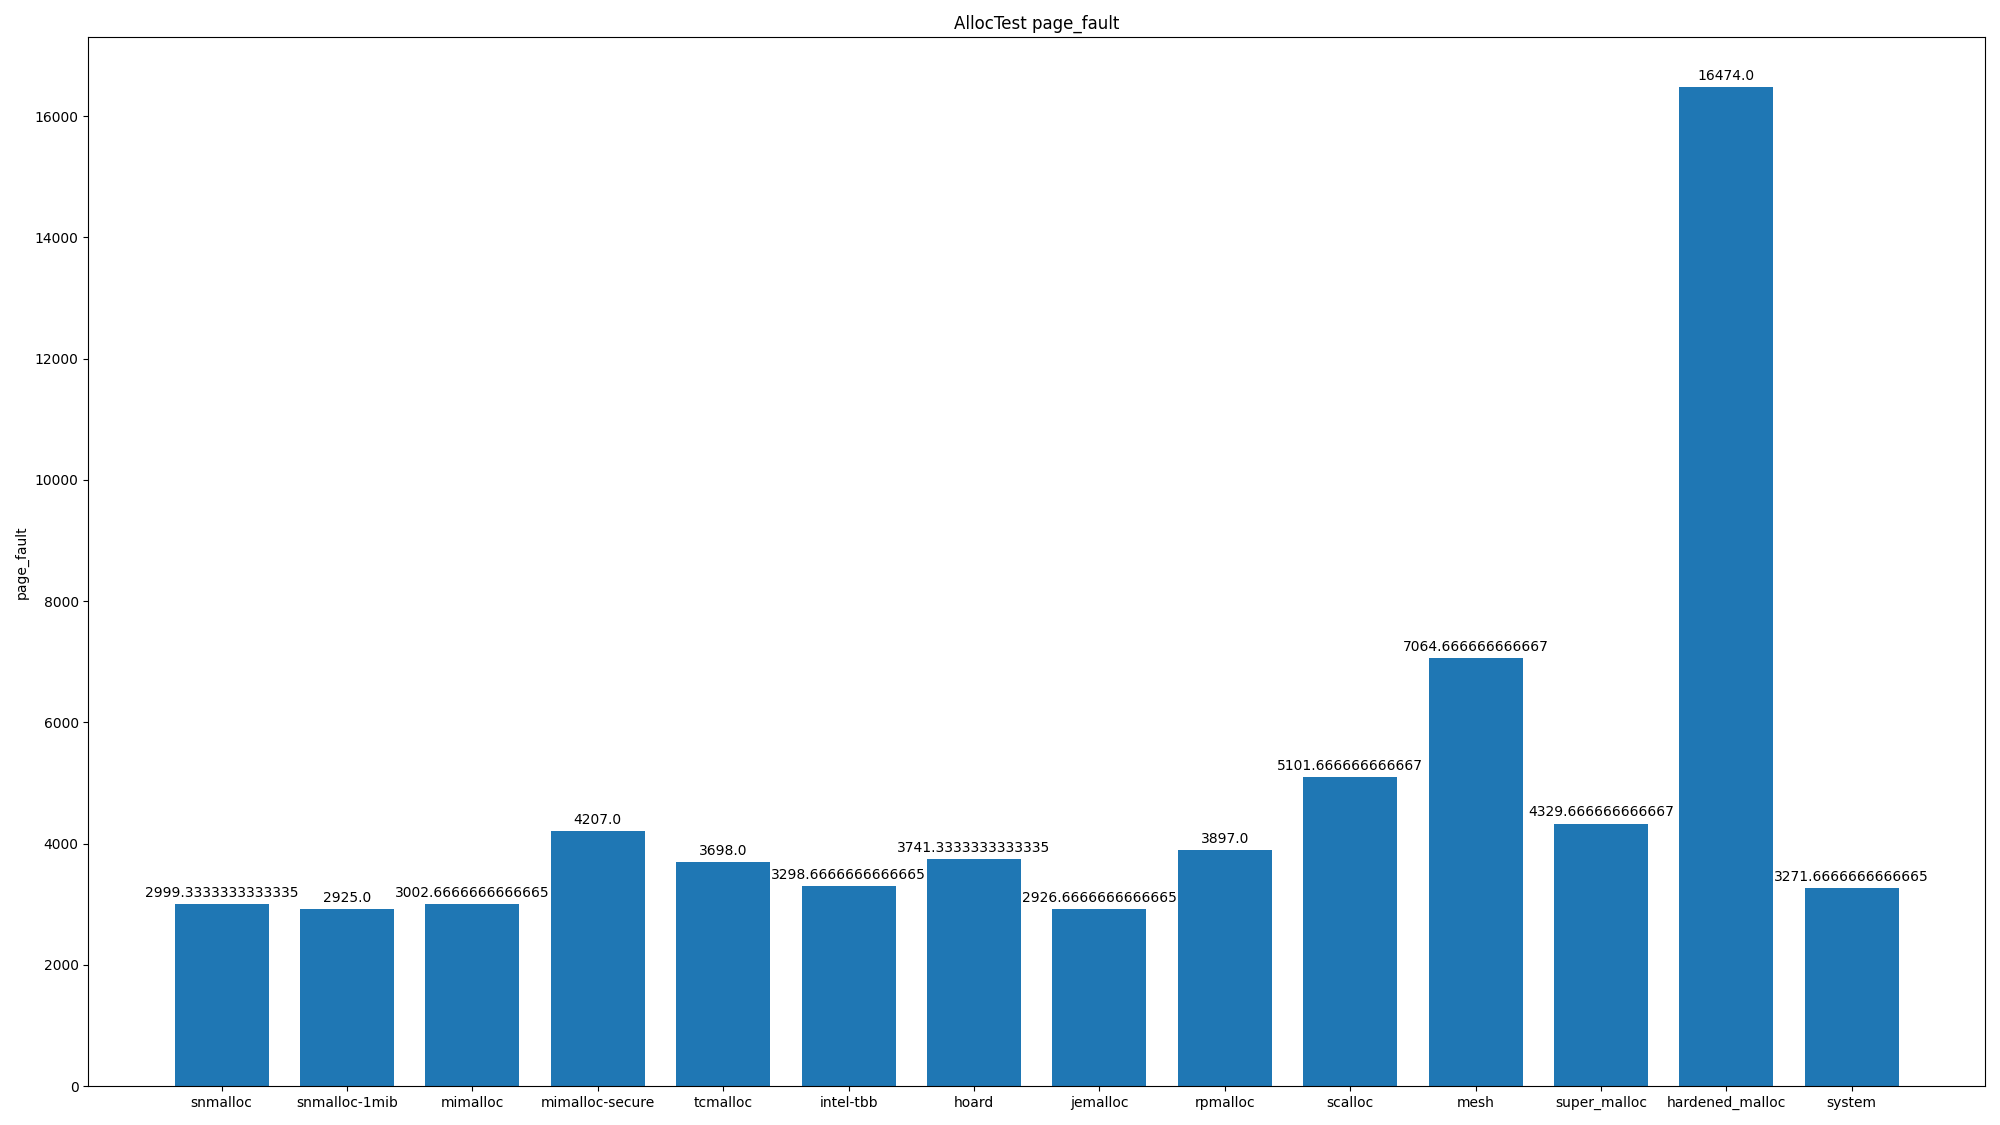 AllocTest page_fault
page_fault
16000
14000
12000
10000
8000
6000
4000
2000
0
2999.3333333333335
2925.0
3002.6666666666665
4207.0
3698.0
3298.6666666666665
3741.3333333333335
2926.6666666666665
3897.0
5101.666666666667
7064.666666666667
4329.666666666667
16474.0
3271.6666666666665
snmalloc
snmalloc-1mib
mimalloc
mimalloc-secure
tcmalloc
intel-tbb
hoard
jemalloc
rpmalloc
scalloc
mesh
super_malloc
hardened_malloc
system